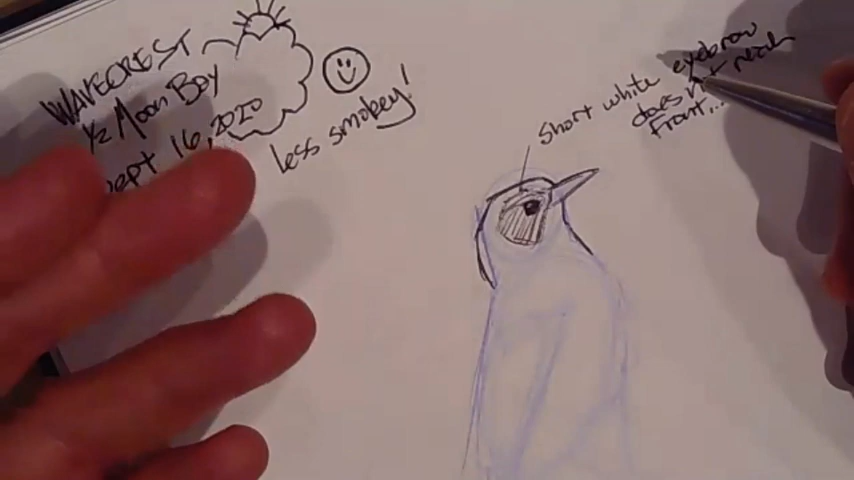 WAVECREST
1/2 Moon Bay
Sept 16, 2020
less smokey!
short white eyebrow
does not reach
front...